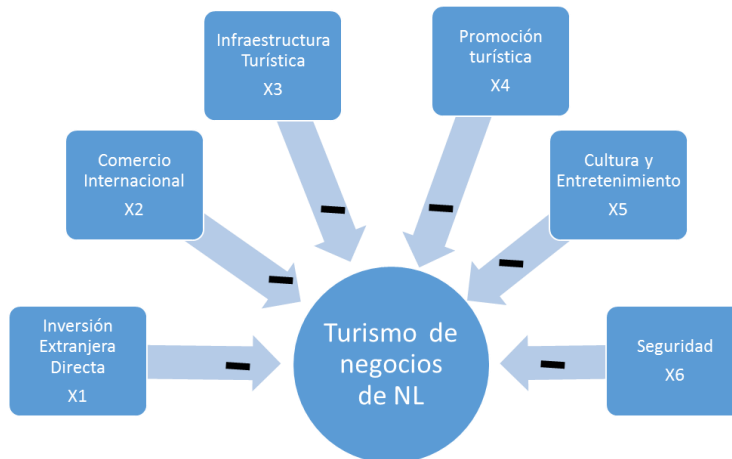 Infraestructura
Turística
X3
Promoción
turística
X4
Comercio
Internacional
X2
Cultura y
Entretenimiento
X5
Inversión
Extranjera
Directa
X1
Turismo de
negocios
de NL
Seguridad
X6